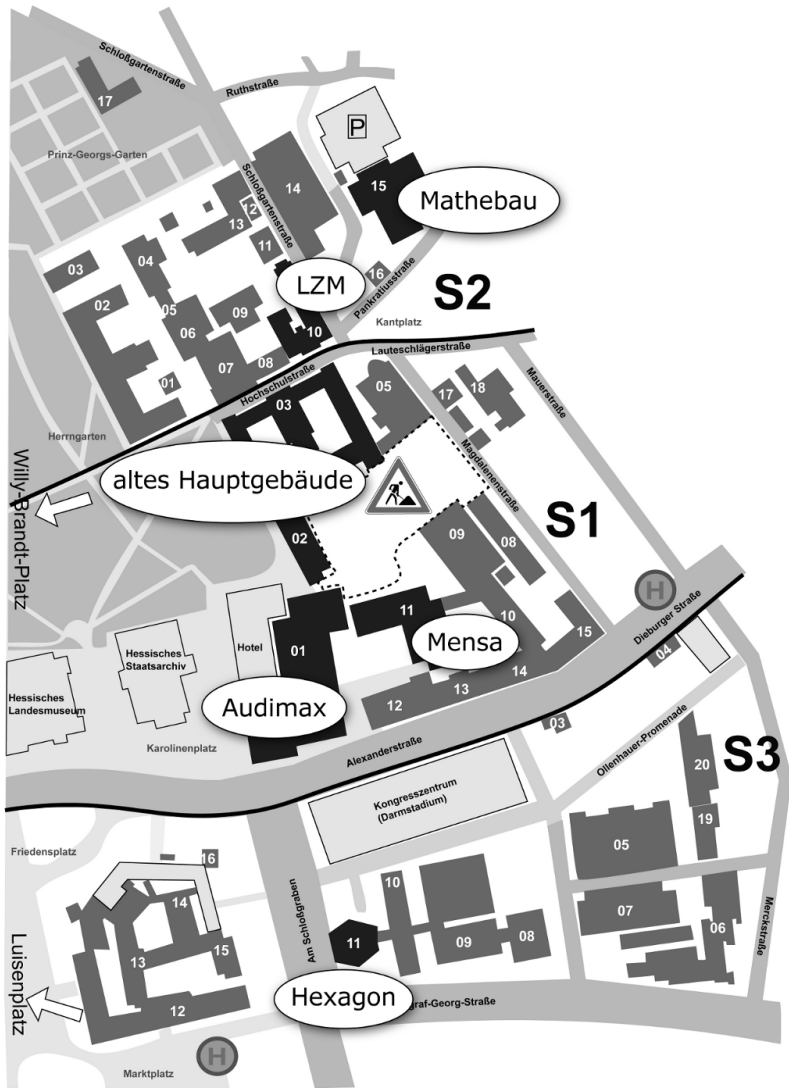 Schloßgartenstraße
17
Ruthstraße
P
Prinz-Georgs-Garten
Schloßgartenstraße
14
15
Mathebau
12
13
11
03
04
LZM
16
Pankratiusstraße
S2
02
05
09
06
10
Kantplatz
01
07
08
Hochschulstraße
Lauteschlägerstraße
05
17
18
Mauerstraße
03
Herrngarten
Magdalenenstraße
Willy-Brandt-Platz
altes Hauptgebäude
S1
02
09
08
H
11
10
Dieburger Straße
Hotel
01
Mensa
15
Hessisches
Staatsarchiv
14
04
Hessisches
Landesmuseum
12
13
Audimax
03
Karolinenplatz
Alexanderstraße
Ollenhauer-Promenade
S3
20
Kongresszentrum
(Darmstadium)
19
Friedensplatz
16
05
Am Schloßgraben
10
14
07
Merckstraße
Luisenplatz
13
15
11
09
08
06
12
Hexagon
graf-Georg-Straße
H
Marktplatz